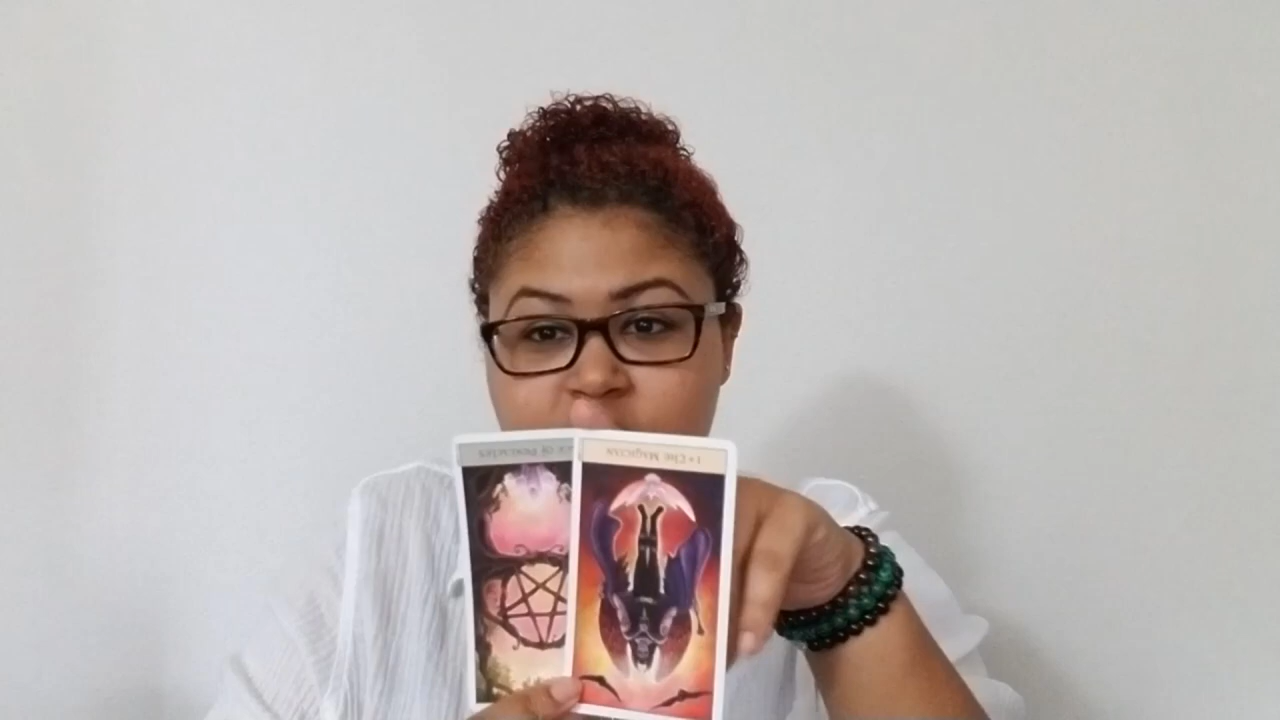 of Pentacles
1 • The Magician